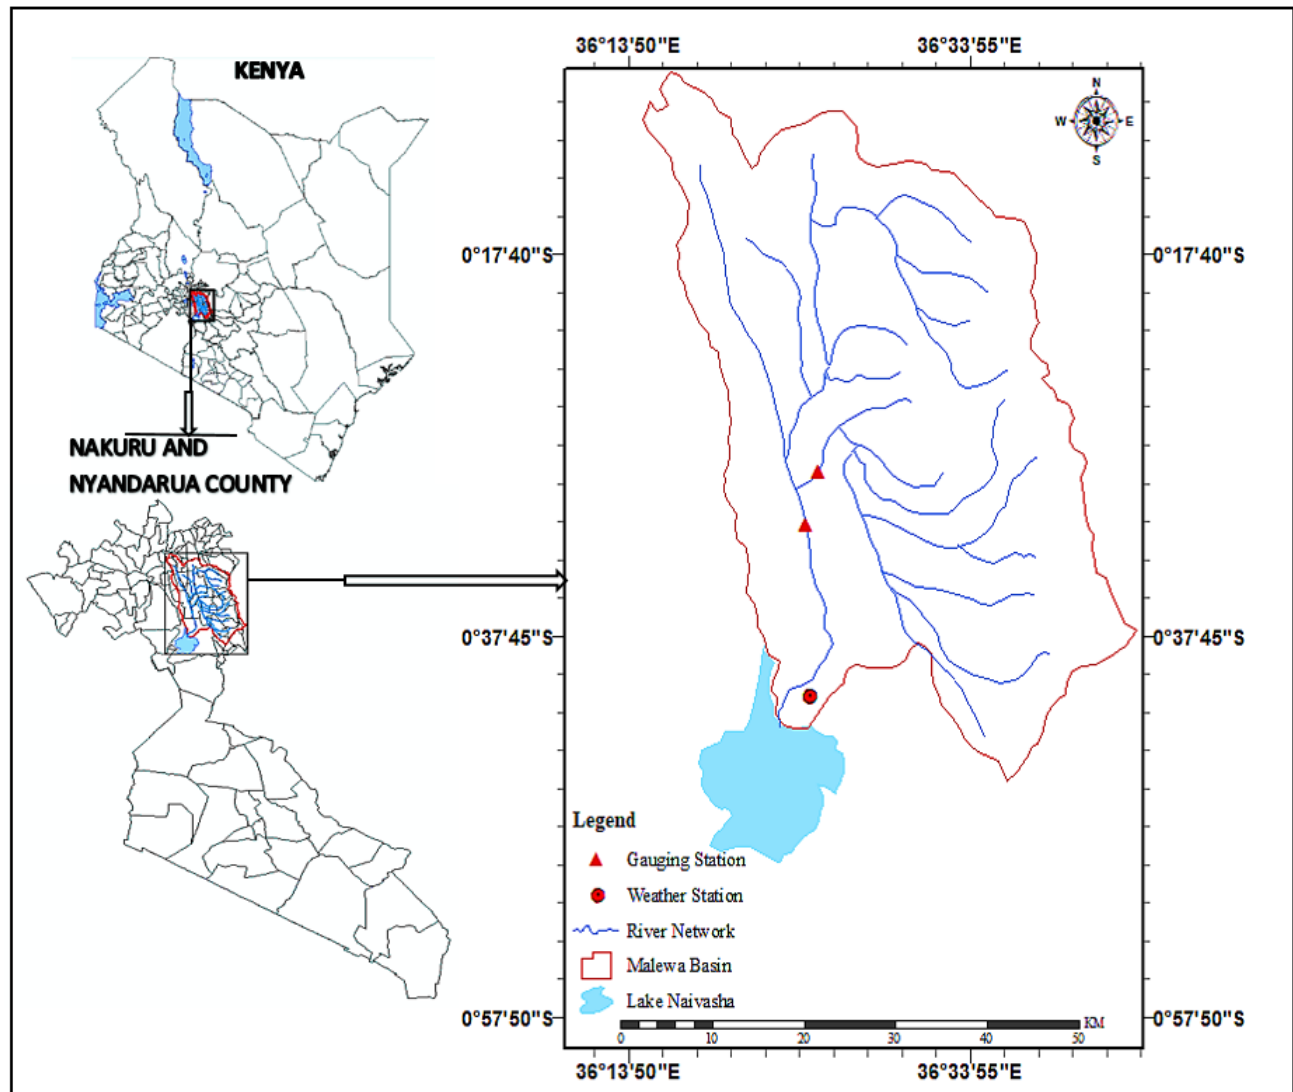 36°13'50"E 36°33'55"E
KENYA
N
W E
S
0°17'40"S 0°17'40"S
NAKURU AND
NYANDARUA COUNTY
0°37'45"S 0°37'45"S
Legend
Gauging Station
Weather Station
River Network
Malewa Basin
Lake Naivasha
0°57'50"S 0°57'50"S
KM
0 10 20 30 40 50
36°13'50"E 36°33'55"E